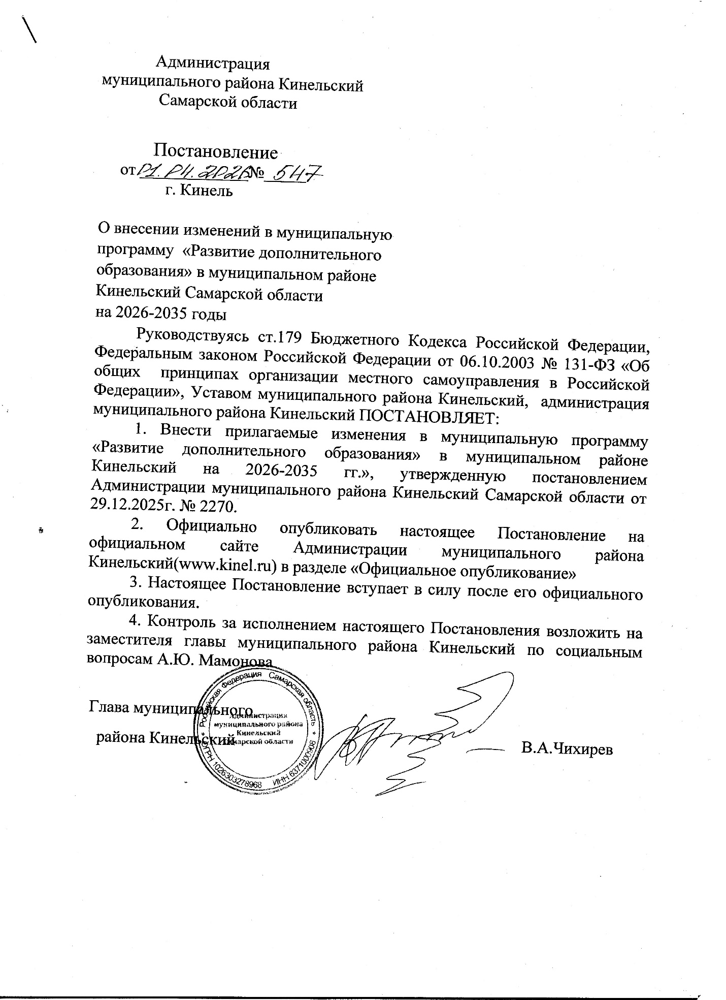 Администрация
муниципального района Кинельский
Самарской области
Постановление
от 01.04.2026 № 547
г. Кинель
О внесении изменений в муниципальную
программу «Развитие дополнительного
образования» в муниципальном районе
Кинельский Самарской области
на 2026-2035 годы
Руководствуясь ст.179 Бюджетного Кодекса Российской Федерации,
Федеральным законом Российской Федерации от 06.10.2003 № 131-ФЗ «Об
общих принципах организации местного самоуправления в Российской
Федерации», Уставом муниципального района Кинельский, администрация
муниципального района Кинельский ПОСТАНОВЛЯЕТ:
1. Внести прилагаемые изменения в муниципальную программу
«Развитие дополнительного образования» в муниципальном районе
Кинельский на 2026-2035 гг.», утвержденную постановлением
Администрации муниципального района Кинельский Самарской области от
29.12.2025г. № 2270.
2. Официально опубликовать настоящее Постановление на
официальном сайте Администрации муниципального района
Кинельский(www.kinel.ru) в разделе «Официальное опубликование»
3. Настоящее Постановление вступает в силу после его официального
опубликования.
4. Контроль за исполнением настоящего Постановления возложить на
заместителя главы муниципального района Кинельский по социальным
вопросам А.Ю. Мамонова
Глава муниципального
района Кинельский
В.А.Чихирев
* Российская Федерация Самарская область *
ОГРН 1026303278968 ИНН 6371000908
Администрация
муниципального района
Кинельский
Самарской области